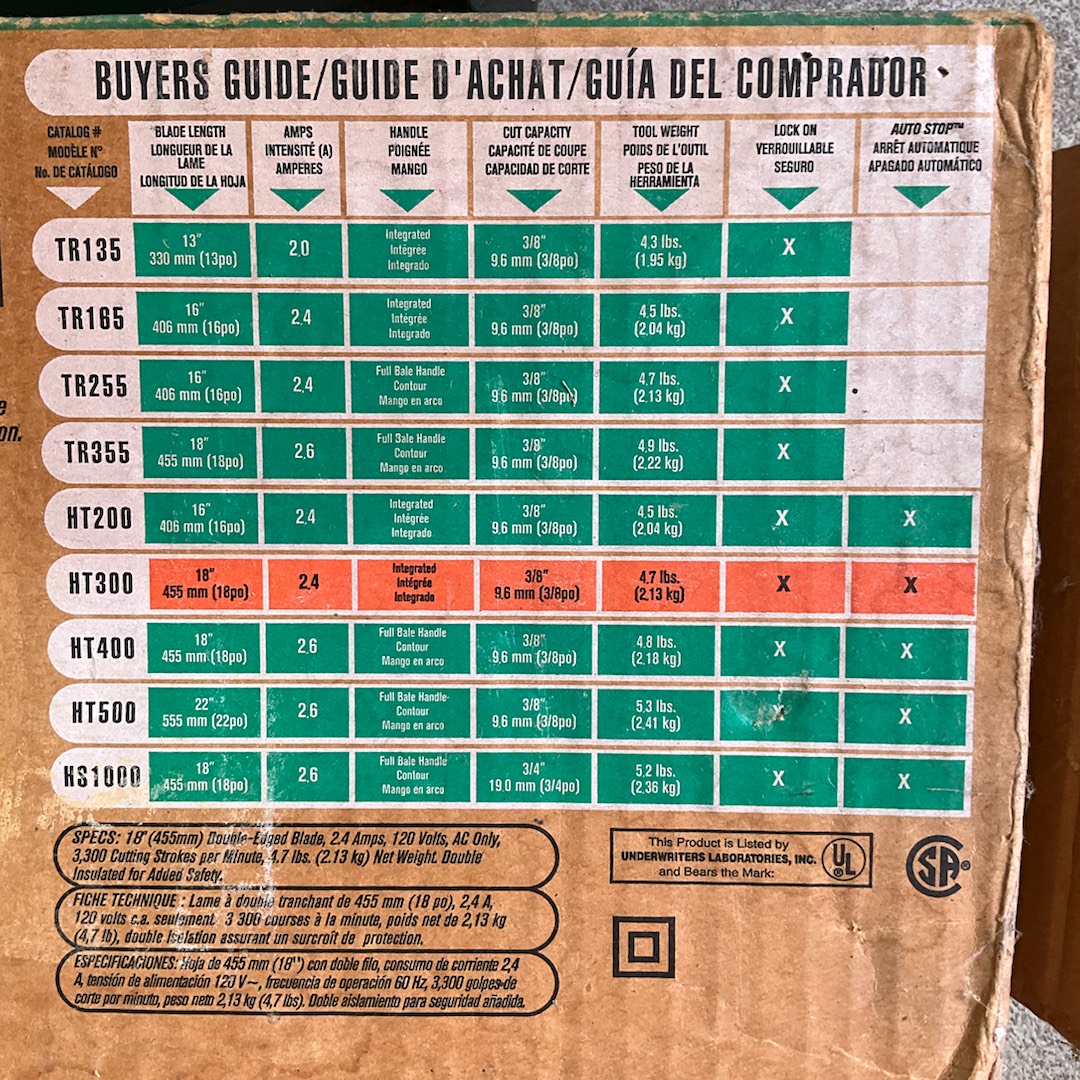 BUYERS GUIDE/GUIDE D'ACHAT/GUÍA DEL COMPRADOR
CATALOG #
MODÈLE N°
No. DE CATÁLOGO
BLADE LENGTH
LONGUEUR DE LA
LAME
LONGITUD DE LA HOJA
AMPS
INTENSITÉ (A)
AMPERES
HANDLE
POIGNÉE
MANGO
CUT CAPACITY
CAPACITÉ DE COUPE
CAPACIDAD DE CORTE
TOOL WEIGHT
POIDS DE L'OUTIL
PESO DE LA
HERRAMIENTA
LOCK ON
VERROUILLABLE
SEGURO
AUTO STOP™
ARRÊT AUTOMATIQUE
APAGADO AUTOMÁTICO
TR135
13"
330 mm (13po)
2.0
Integrated
Intégrée
Integrado
3/8"
9.6 mm (3/8po)
4.3 lbs.
(1.95 kg)
X
TR165
16"
406 mm (16po)
2.4
Integrated
Intégrée
Integrado
3/8"
9.6 mm (3/8po)
4.5 lbs.
(2.04 kg)
X
TR255
16"
406 mm (16po)
2.4
Full Bale Handle
Contour
Mango en arco
3/8"
9.6 mm (3/8po)
4.7 lbs.
(2.13 kg)
X
TR355
18"
455 mm (18po)
2.6
Full Bale Handle
Contour
Mango en arco
3/8"
9.6 mm (3/8po)
4.9 lbs.
(2.22 kg)
X
HT200
16"
406 mm (16po)
2.4
Integrated
Intégrée
Integrado
3/8"
9.6 mm (3/8po)
4.5 lbs.
(2.04 kg)
X
X
HT300
18"
455 mm (18po)
2.4
Integrated
Intégrée
Integrado
3/8"
9.6 mm (3/8po)
4.7 lbs.
(2.13 kg)
X
X
HT400
18"
455 mm (18po)
2.6
Full Bale Handle
Contour
Mango en arco
3/8"
9.6 mm (3/8po)
4.8 lbs.
(2.18 kg)
X
X
HT500
22"
555 mm (22po)
2.6
Full Bale Handle
Contour
Mango en arco
3/8"
9.6 mm (3/8po)
5.3 lbs.
(2.41 kg)
X
X
HS1000
18"
455 mm (18po)
2.6
Full Bale Handle
Contour
Mango en arco
3/4"
19.0 mm (3/4po)
5.2 lbs.
(2.36 kg)
X
X
SPECS: 18" (455mm) Double-Edged Blade, 2.4 Amps, 120 Volts, AC Only,
3,300 Cutting Strokes per Minute, 4.7 lbs. (2.13 kg) Net Weight. Double
Insulated for Added Safety.
FICHE TECHNIQUE : Lame à double tranchant de 455 mm (18 po), 2,4 A,
120 volts c.a. seulement. 3 300 courses à la minute, poids net de 2,13 kg
(4,7 lb), double isolation assurant un surcroît de protection.
ESPECIFICACIONES: Hoja de 455 mm (18") con doble filo, consumo de corriente 2,4
A, tensión de alimentación 120 V~, frecuencia de operación 60 Hz, 3,300 golpes de
corte por minuto, peso neto 2,13 kg (4,7 lbs). Doble aislamiento para seguridad añadida.
This Product is Listed by
UNDERWRITERS LABORATORIES, INC.
and Bears the Mark:
UL®
SA®
on.